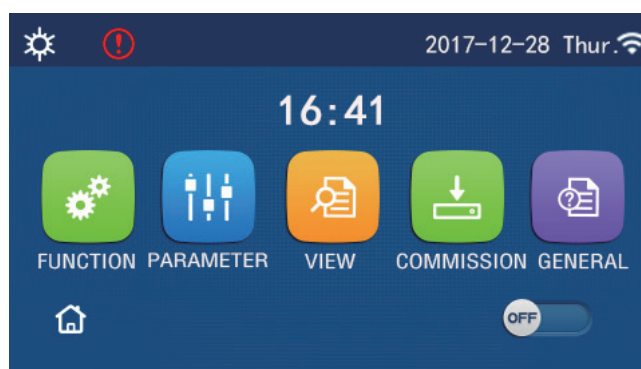 2017-12-28 Thur.
16:41
FUNCTION PARAMETER VIEW COMMISSION GENERAL
OFF